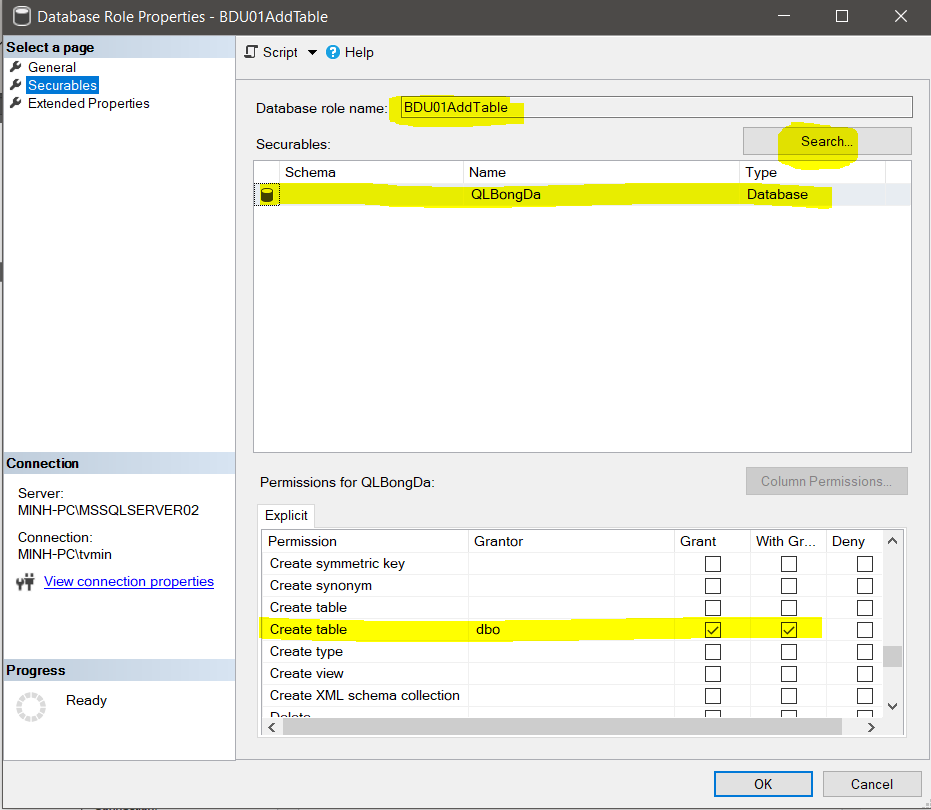 Database Role Properties - BDU01AddTable
Select a page
General
Securables
Extended Properties
Script Help
Database role name: BDU01AddTable
Securables: Search...
Schema Name Type
QLBongDa Database
Connection
Server:
MINH-PC\MSSQLSERVER02
Connection:
MINH-PC\tvmin
View connection properties
Progress
Ready
Permissions for QLBongDa: Column Permissions...
Explicit
Permission Grantor Grant With Gr... Deny
Create symmetric key
Create synonym
Create table
Create table dbo
Create type
Create view
Create XML schema collection
Delete
OK Cancel